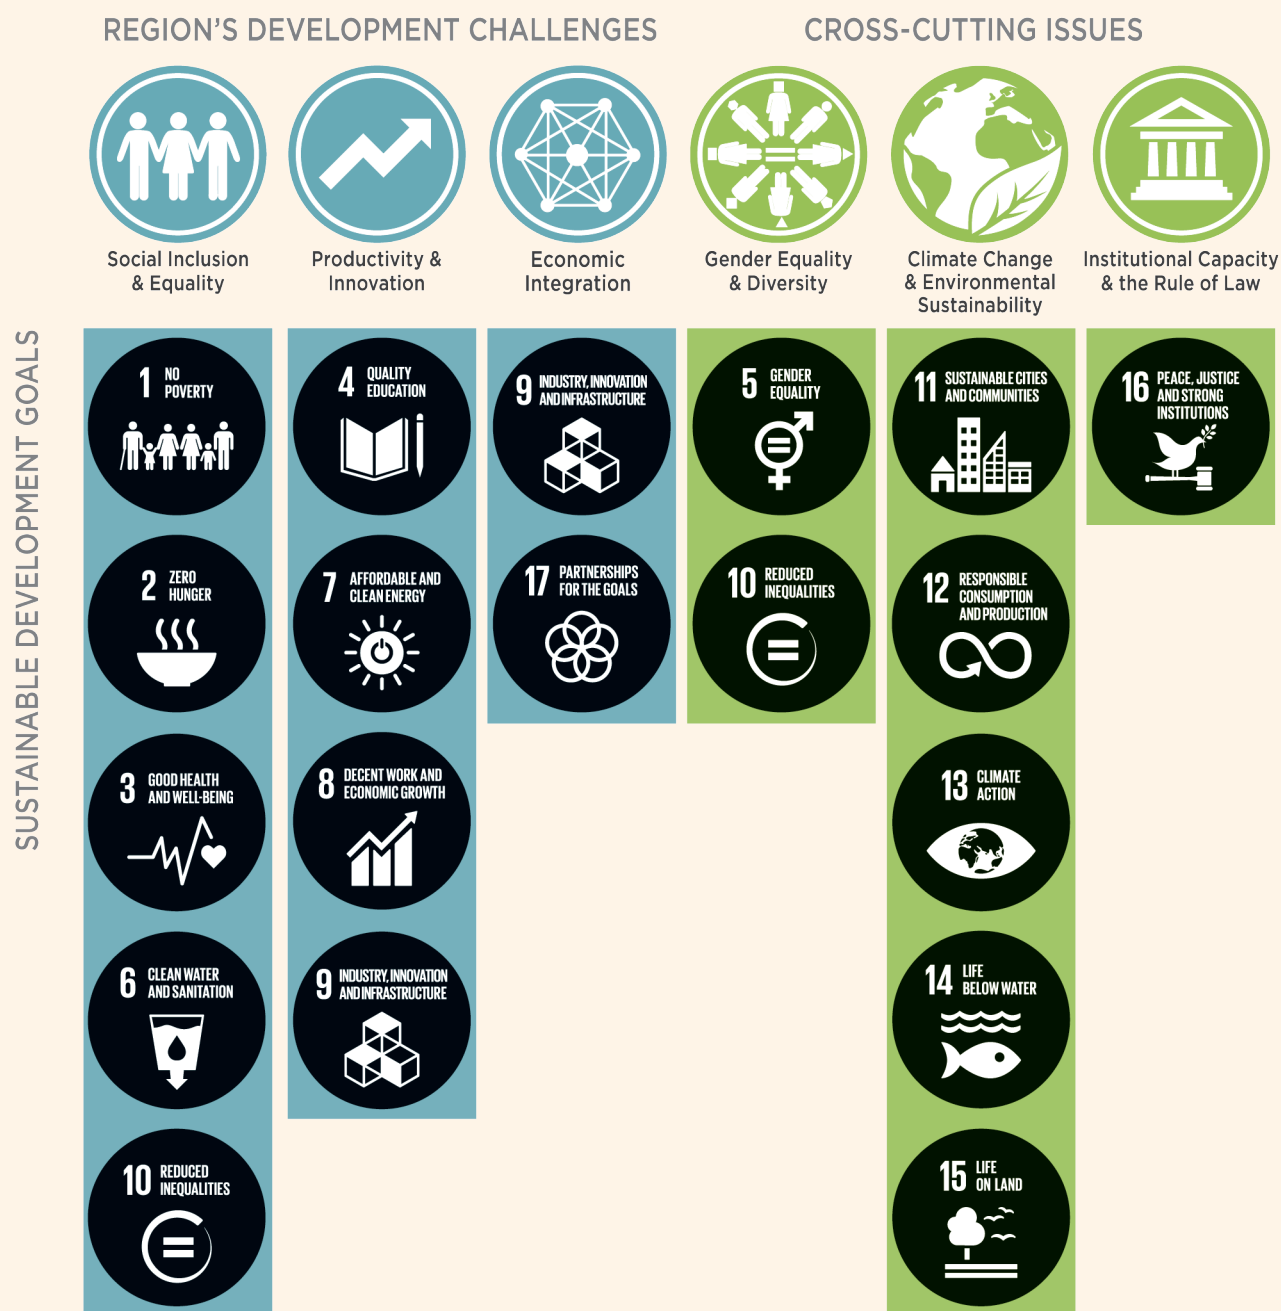 REGION'S DEVELOPMENT CHALLENGES
CROSS-CUTTING ISSUES
Social Inclusion
& Equality
Productivity &
Innovation
Economic
Integration
Gender Equality
& Diversity
Climate Change
& Environmental
Sustainability
Institutional Capacity
& the Rule of Law
SUSTAINABLE DEVELOPMENT GOALS
1 NO
POVERTY
2 ZERO
HUNGER
3 GOOD HEALTH
AND WELL-BEING
6 CLEAN WATER
AND SANITATION
10 REDUCED
INEQUALITIES
4 QUALITY
EDUCATION
7 AFFORDABLE AND
CLEAN ENERGY
8 DECENT WORK AND
ECONOMIC GROWTH
9 INDUSTRY, INNOVATION
AND INFRASTRUCTURE
9 INDUSTRY, INNOVATION
AND INFRASTRUCTURE
17 PARTNERSHIPS
FOR THE GOALS
5 GENDER
EQUALITY
10 REDUCED
INEQUALITIES
11 SUSTAINABLE CITIES
AND COMMUNITIES
12 RESPONSIBLE
CONSUMPTION
AND PRODUCTION
13 CLIMATE
ACTION
14 LIFE
BELOW WATER
15 LIFE
ON LAND
16 PEACE, JUSTICE
AND STRONG
INSTITUTIONS